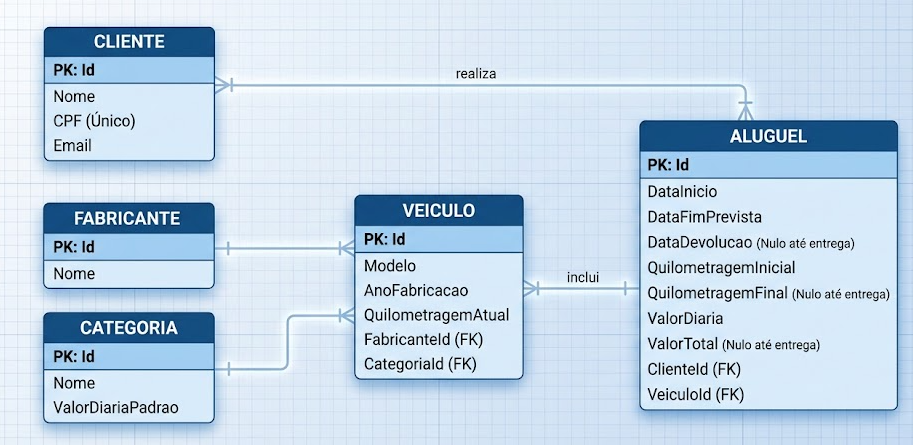 CLIENTE
PK: Id
Nome
CPF (Único)
Email
realiza
FABRICANTE
PK: Id
Nome
CATEGORIA
PK: Id
Nome
ValorDiariaPadrao
VEICULO
PK: Id
Modelo
AnoFabricacao
QuilometragemAtual
FabricanteId (FK)
CategoriaId (FK)
inclui
ALUGUEL
PK: Id
DataInicio
DataFimPrevista
DataDevolucao (Nulo até entrega)
QuilometragemInicial
QuilometragemFinal (Nulo até entrega)
ValorDiaria
ValorTotal (Nulo até entrega)
ClienteId (FK)
VeiculoId (FK)